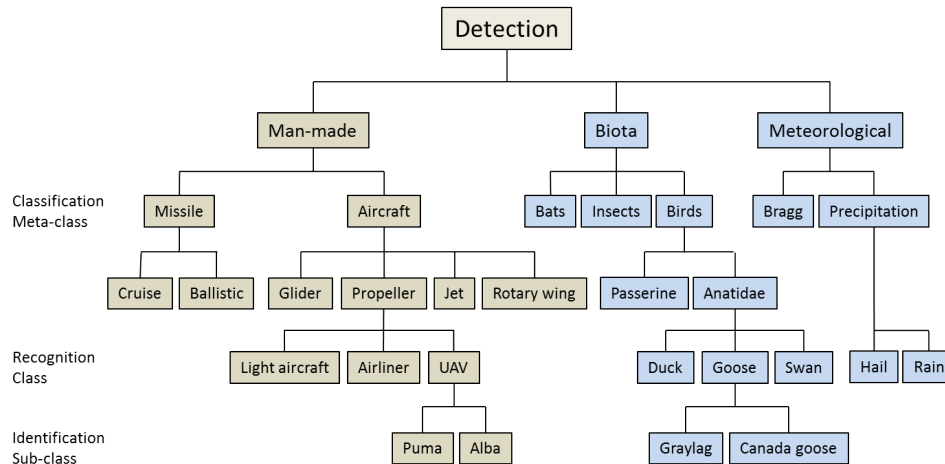 Detection
Man-made
Biota
Meteorological
Classification
Meta-class
Missile
Aircraft
Bats
Insects
Birds
Bragg
Precipitation
Cruise
Ballistic
Glider
Propeller
Jet
Rotary wing
Passerine
Anatidae
Recognition
Class
Light aircraft
Airliner
UAV
Duck
Goose
Swan
Hail
Rain
Identification
Sub-class
Puma
Alba
Graylag
Canada goose